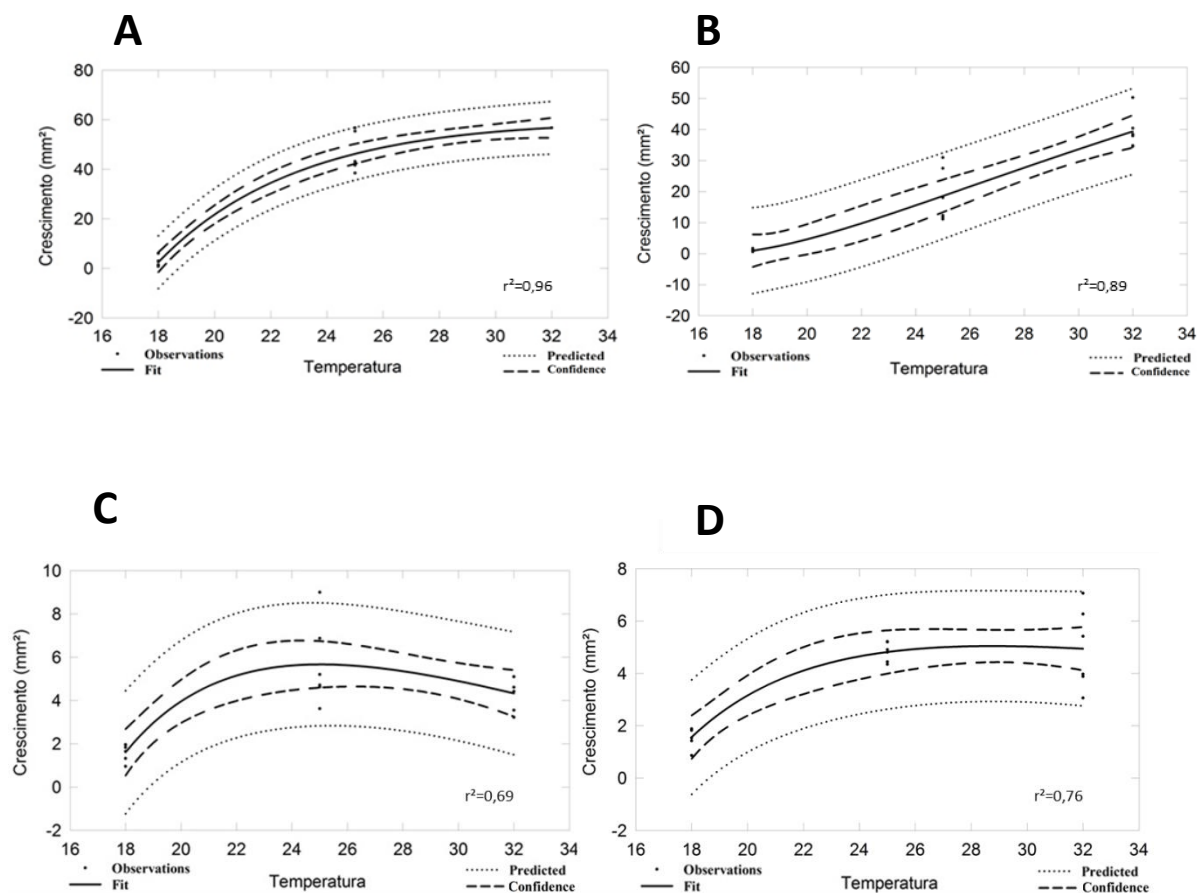 A
80
60
40
20
0
-20
Crescimento (mm²)
r²=0,96
16 18 20 22 24 26 28 30 32 34
Observations
Fit
Temperatura
Predicted
Confidence
B
60
50
40
30
20
10
0
-10
-20
Crescimento (mm²)
r²=0,89
16 18 20 22 24 26 28 30 32 34
Observations
Fit
Temperatura
Predicted
Confidence
C
10
8
6
4
2
0
-2
Crescimento (mm²)
r²=0,69
16 18 20 22 24 26 28 30 32 34
Observations
Fit
Temperatura
Predicted
Confidence
D
8
6
4
2
0
-2
Crescimento (mm²)
r²=0,76
16 18 20 22 24 26 28 30 32 34
Observations
Fit
Temperatura
Predicted
Confidence